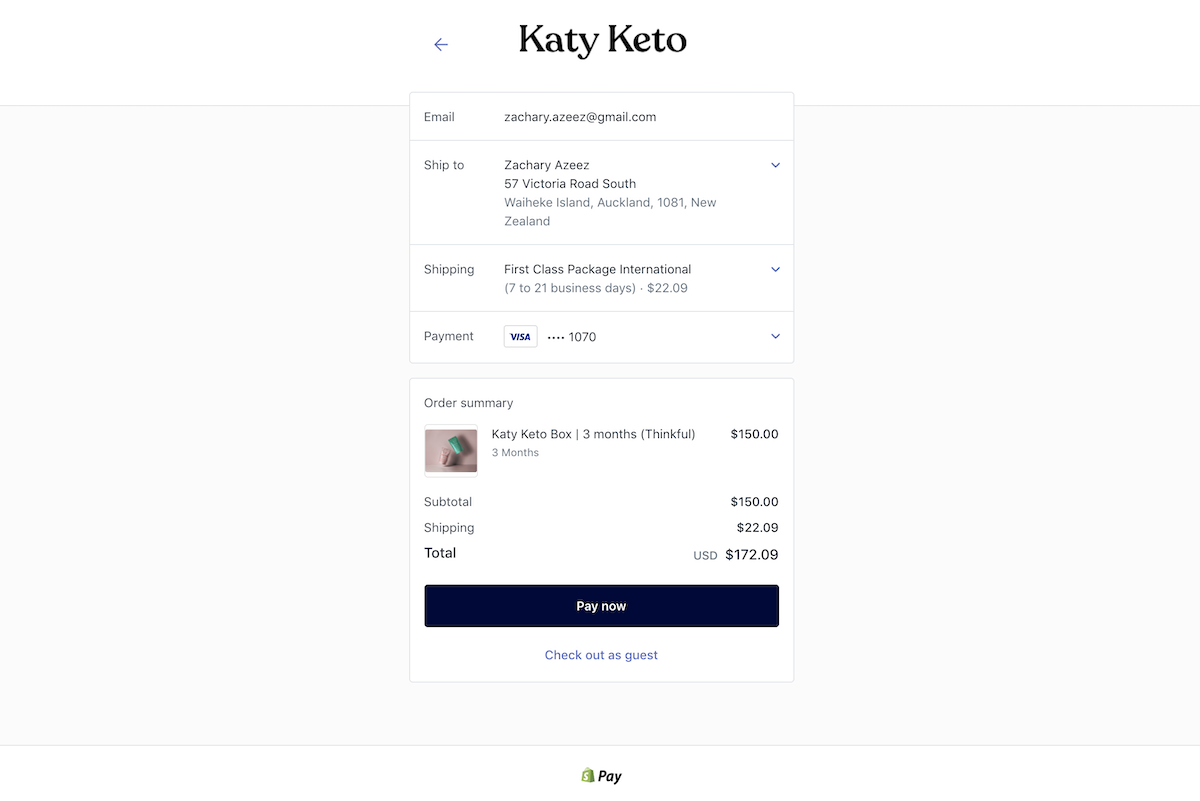 Katy Keto
Email
zachary.azeez@gmail.com
Ship to
Zachary Azeez
57 Victoria Road South
Waiheke Island, Auckland, 1081, New
Zealand
Shipping
First Class Package International
(7 to 21 business days) · $22.09
Payment
VISA
•••• 1070
Order summary
Katy Keto Box | 3 months (Thinkful)
$150.00
3 Months
Subtotal
$150.00
Shipping
$22.09
Total
USD $172.09
Pay now
Check out as guest
Pay